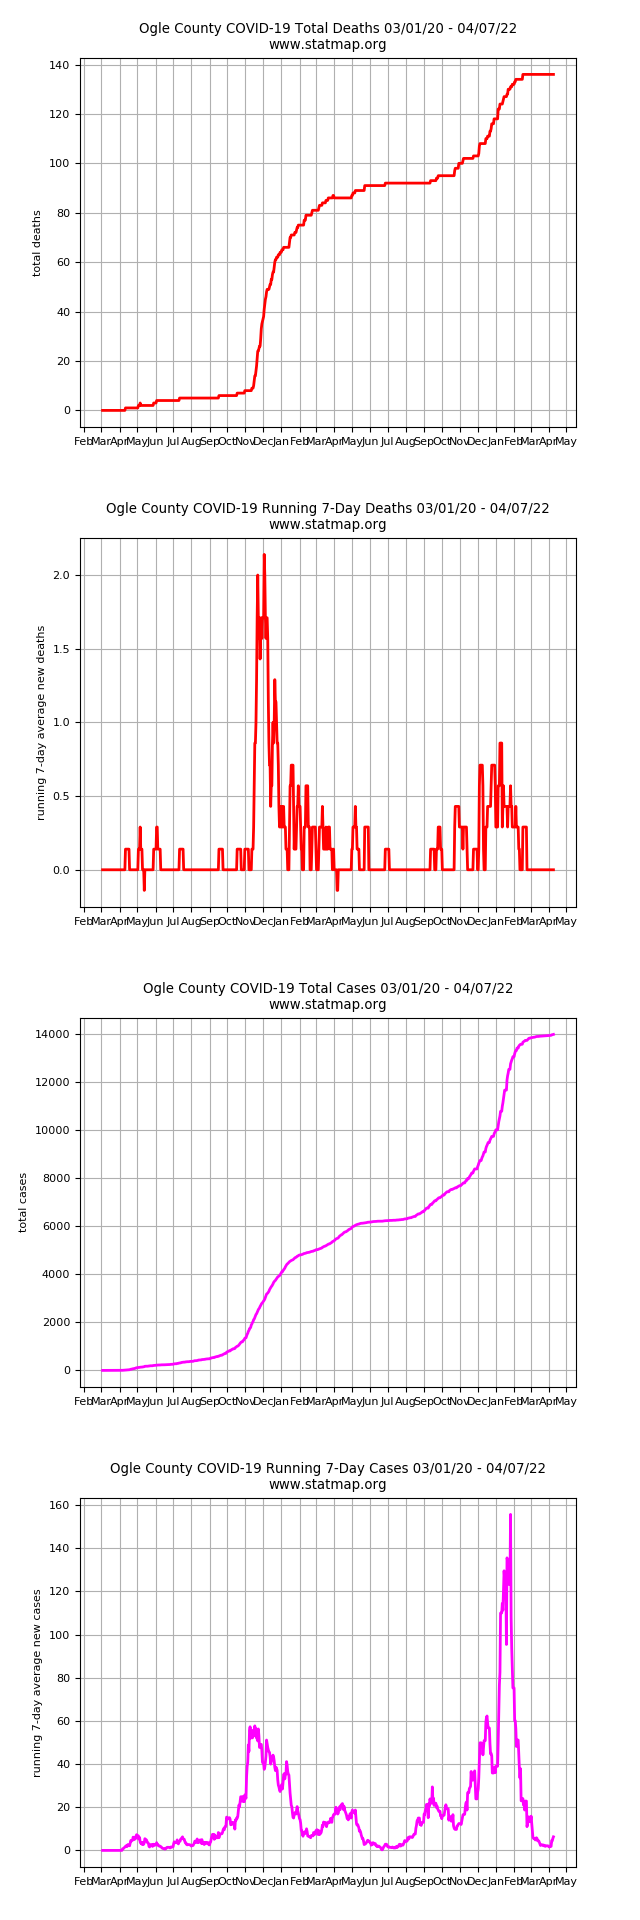 Ogle County COVID-19 Total Deaths 03/01/20 - 04/07/22
www.statmap.org
140
120
100
80
60
40
20
0
total deaths
Feb Mar Apr May Jun Jul Aug Sep Oct Nov Dec Jan Feb Mar Apr May Jun Jul Aug Sep Oct Nov Dec Jan Feb Mar Apr May
Ogle County COVID-19 Running 7-Day Deaths 03/01/20 - 04/07/22
www.statmap.org
2.0
1.5
1.0
0.5
0.0
running 7-day average new deaths
Feb Mar Apr May Jun Jul Aug Sep Oct Nov Dec Jan Feb Mar Apr May Jun Jul Aug Sep Oct Nov Dec Jan Feb Mar Apr May
Ogle County COVID-19 Total Cases 03/01/20 - 04/07/22
www.statmap.org
14000
12000
10000
8000
6000
4000
2000
0
total cases
Feb Mar Apr May Jun Jul Aug Sep Oct Nov Dec Jan Feb Mar Apr May Jun Jul Aug Sep Oct Nov Dec Jan Feb Mar Apr May
Ogle County COVID-19 Running 7-Day Cases 03/01/20 - 04/07/22
www.statmap.org
160
140
120
100
80
60
40
20
0
running 7-day average new cases
Feb Mar Apr May Jun Jul Aug Sep Oct Nov Dec Jan Feb Mar Apr May Jun Jul Aug Sep Oct Nov Dec Jan Feb Mar Apr May